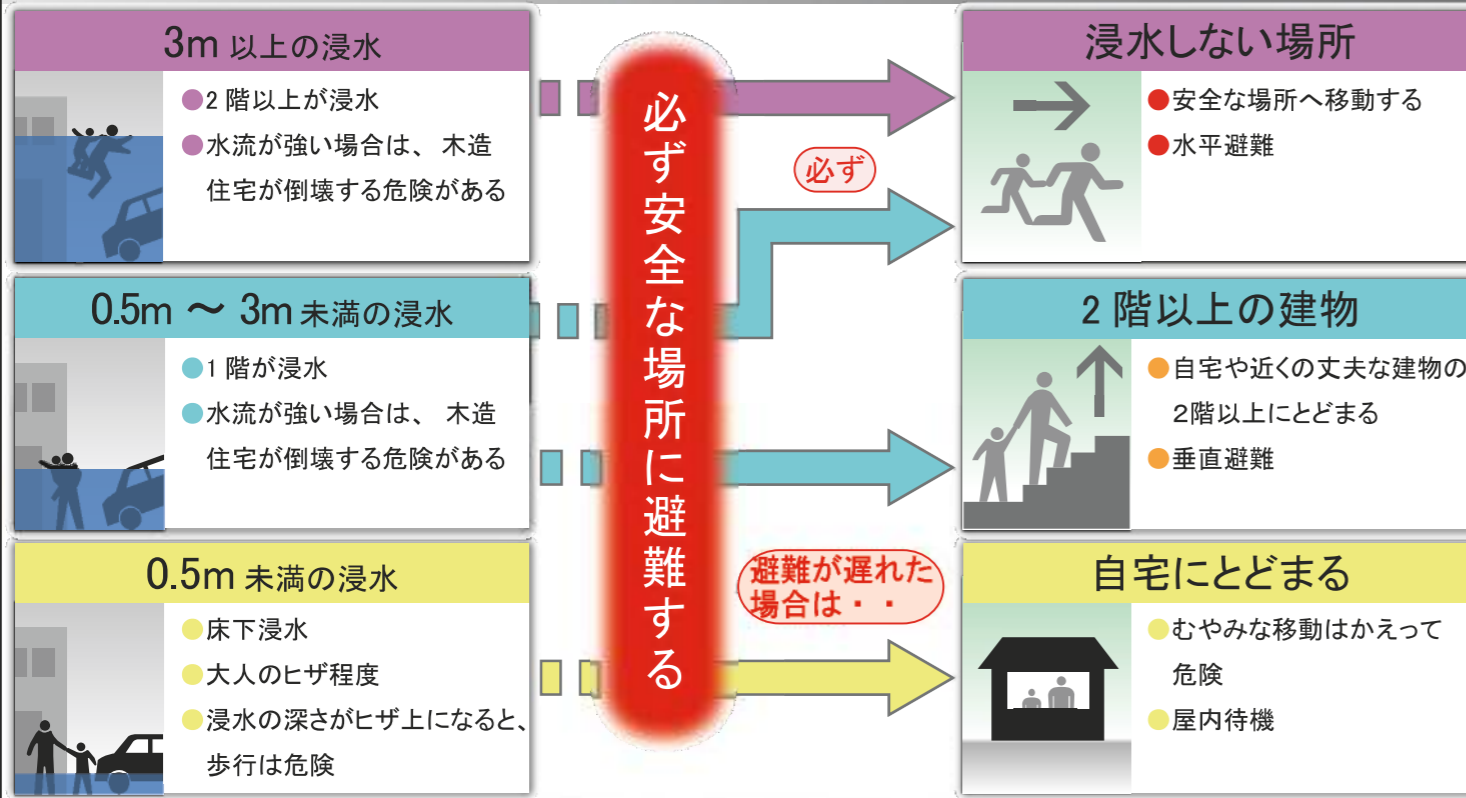 3m 以上の浸水
●2 階以上が浸水
●水流が強い場合は、 木造
住宅が倒壊する危険がある
0.5m ～ 3m 未満の浸水
●1 階が浸水
●水流が強い場合は、 木造
住宅が倒壊する危険がある
0.5m 未満の浸水
●床下浸水
●大人のヒザ程度
●浸水の深さがヒザ上になると、
歩行は危険
必ず安全な場所に避難する
必ず
避難が遅れた
場合は・・
浸水しない場所
●安全な場所へ移動する
●水平避難
2 階以上の建物
●自宅や近くの丈夫な建物の
２階以上にとどまる
●垂直避難
自宅にとどまる
●むやみな移動はかえって
危険
●屋内待機